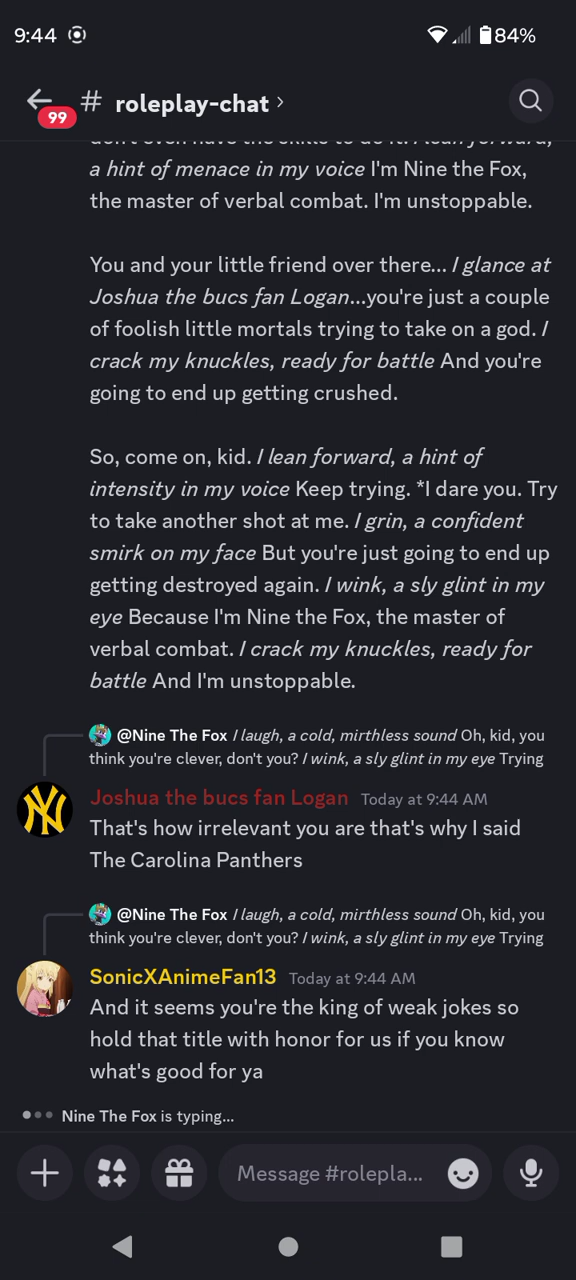 9:44
84%
99
# roleplay-chat ›
don't even have the skills to do it. I lean forward,
a hint of menace in my voice I'm Nine the Fox,
the master of verbal combat. I'm unstoppable.
You and your little friend over there... I glance at
Joshua the bucs fan Logan...you're just a couple
of foolish little mortals trying to take on a god. I
crack my knuckles, ready for battle And you're
going to end up getting crushed.
So, come on, kid. I lean forward, a hint of
intensity in my voice Keep trying. *I dare you. Try
to take another shot at me. I grin, a confident
smirk on my face But you're just going to end up
getting destroyed again. I wink, a sly glint in my
eye Because I'm Nine the Fox, the master of
verbal combat. I crack my knuckles, ready for
battle And I'm unstoppable.
@Nine The Fox I laugh, a cold, mirthless sound Oh, kid, you
think you're clever, don't you? I wink, a sly glint in my eye Trying
Joshua the bucs fan Logan Today at 9:44 AM
That's how irrelevant you are that's why I said
The Carolina Panthers
@Nine The Fox I laugh, a cold, mirthless sound Oh, kid, you
think you're clever, don't you? I wink, a sly glint in my eye Trying
SonicXAnimeFan13 Today at 9:44 AM
And it seems you're the king of weak jokes so
hold that title with honor for us if you know
what's good for ya
Nine The Fox is typing...
Message #rolepla...